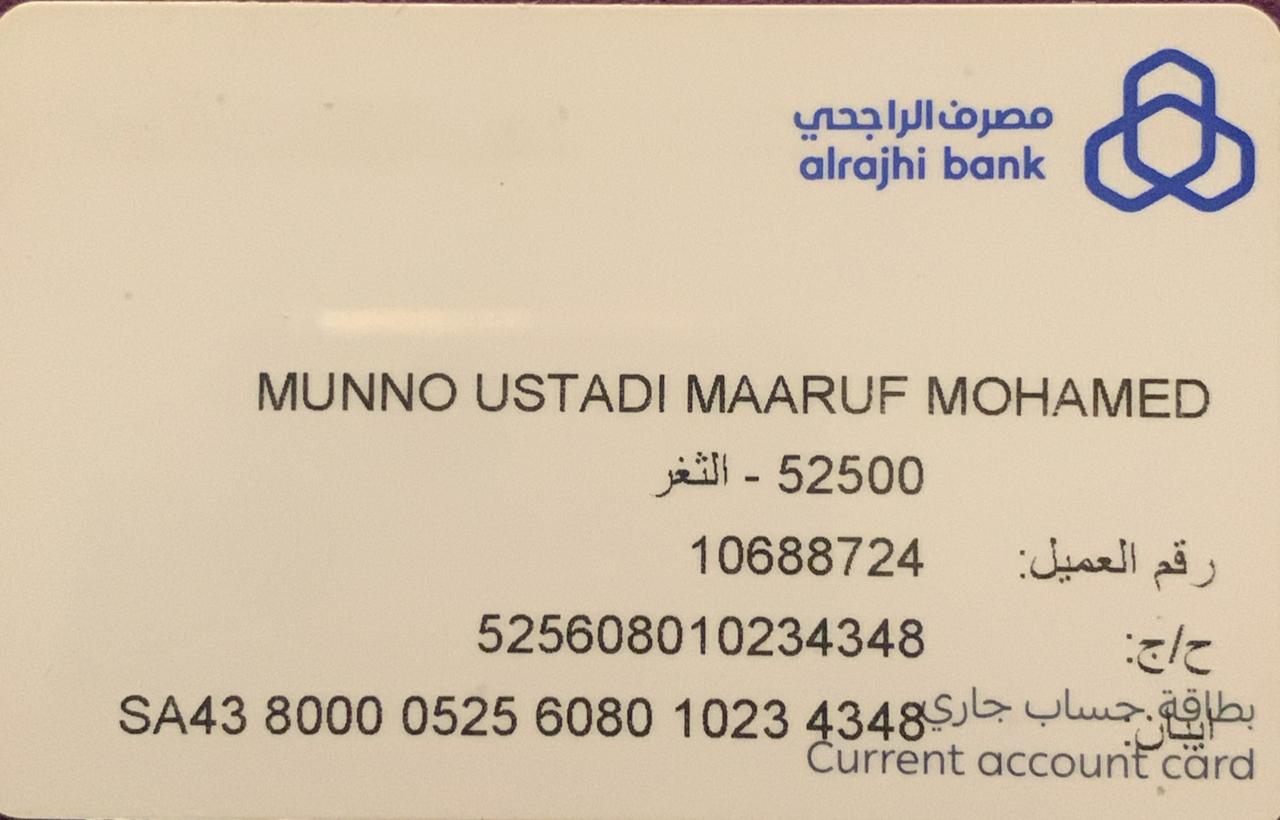 مصرف الراجحي
alrajhi bank
MUNNO USTADI MAARUF MOHAMED
52500 - الثغر
رقم العميل: 10688724
ح/ج: 525608010234348
ايبان: SA43 8000 0525 6080 1023 4348
بطاقة حساب جاري
Current account card